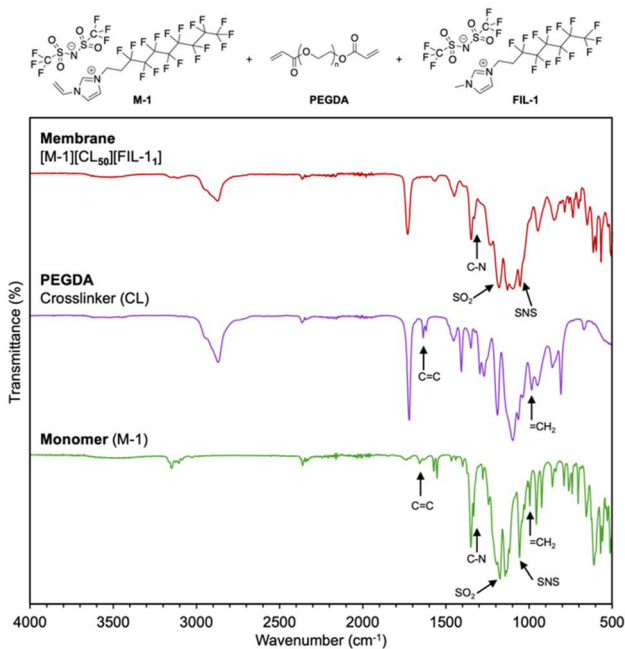 M-1
+
PEGDA
+
FIL-1
Membrane
[M-1][CL50][FIL-11]
C-N
SO2
SNS
PEGDA
Crosslinker (CL)
C=C
=CH2
Monomer (M-1)
C=C
C-N
=CH2
SO2
SNS
Transmittance (%)
4000 3500 3000 2500 2000 1500 1000 500
Wavenumber (cm-1)